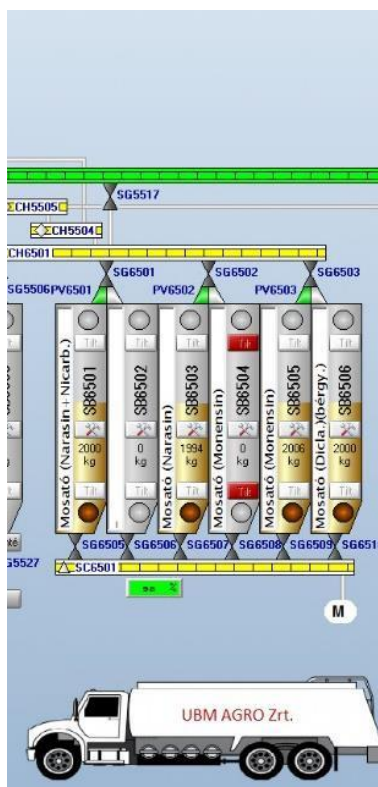 SG5517
CH5505
CH5504
CH6501
SG6501
SG6502
SG6503
SG5506
PV6501
PV6502
PV6503
Mosató (Narasin+Nicarb.)
Tilt
SB6501
2000
kg
Tilt
Tilt
SB6502
0
kg
Tilt
Mosató (Narasin)
Tilt
SB6503
1994
kg
Tilt
Mosató (Monensin)
Tilt
SB6504
0
kg
Tilt
Mosató (Monensin)
Tilt
SB6505
2006
kg
Tilt
Mosató (Dicla.)(bérgy.)
Tilt
SB6506
2000
kg
Tilt
SG6505
SG6506
SG6507
SG6508
SG6509
SG651
G5527
SC6501
%
M
UBM AGRO Zrt.